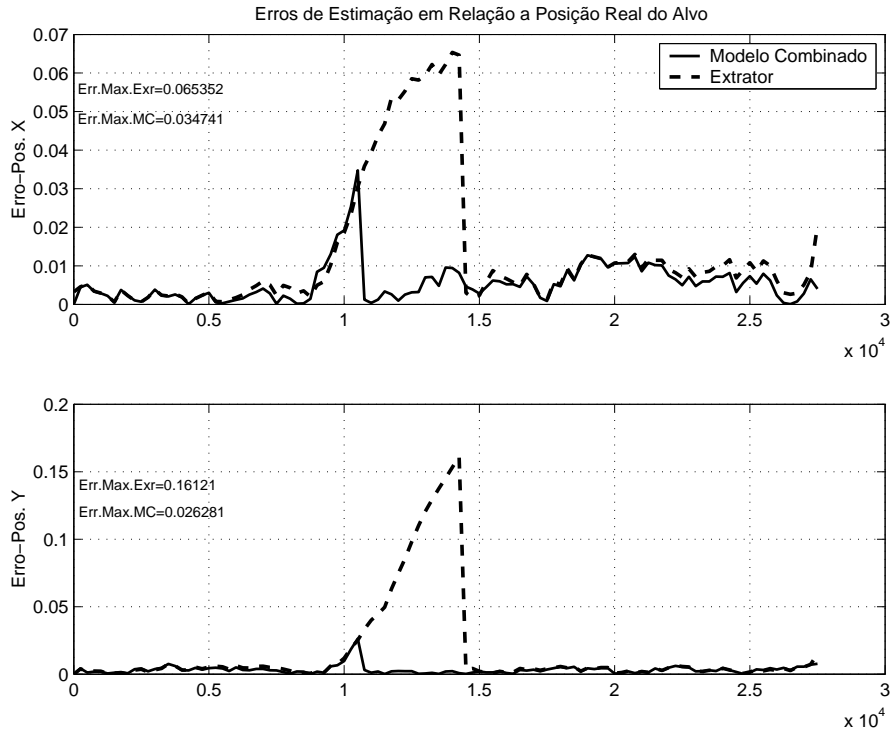 Erros de Estimação em Relação a Posição Real do Alvo
0.07
0.06
0.05
0.04
0.03
0.02
0.01
0
Erro−Pos. X
Err.Max.Exr=0.065352
Err.Max.MC=0.034741
Modelo Combinado
Extrator
0 0.5 1 1.5 2 2.5 3
x 10^4
0.2
0.15
0.1
0.05
0
Erro−Pos. Y
Err.Max.Exr=0.16121
Err.Max.MC=0.026281
0 0.5 1 1.5 2 2.5 3
x 10^4